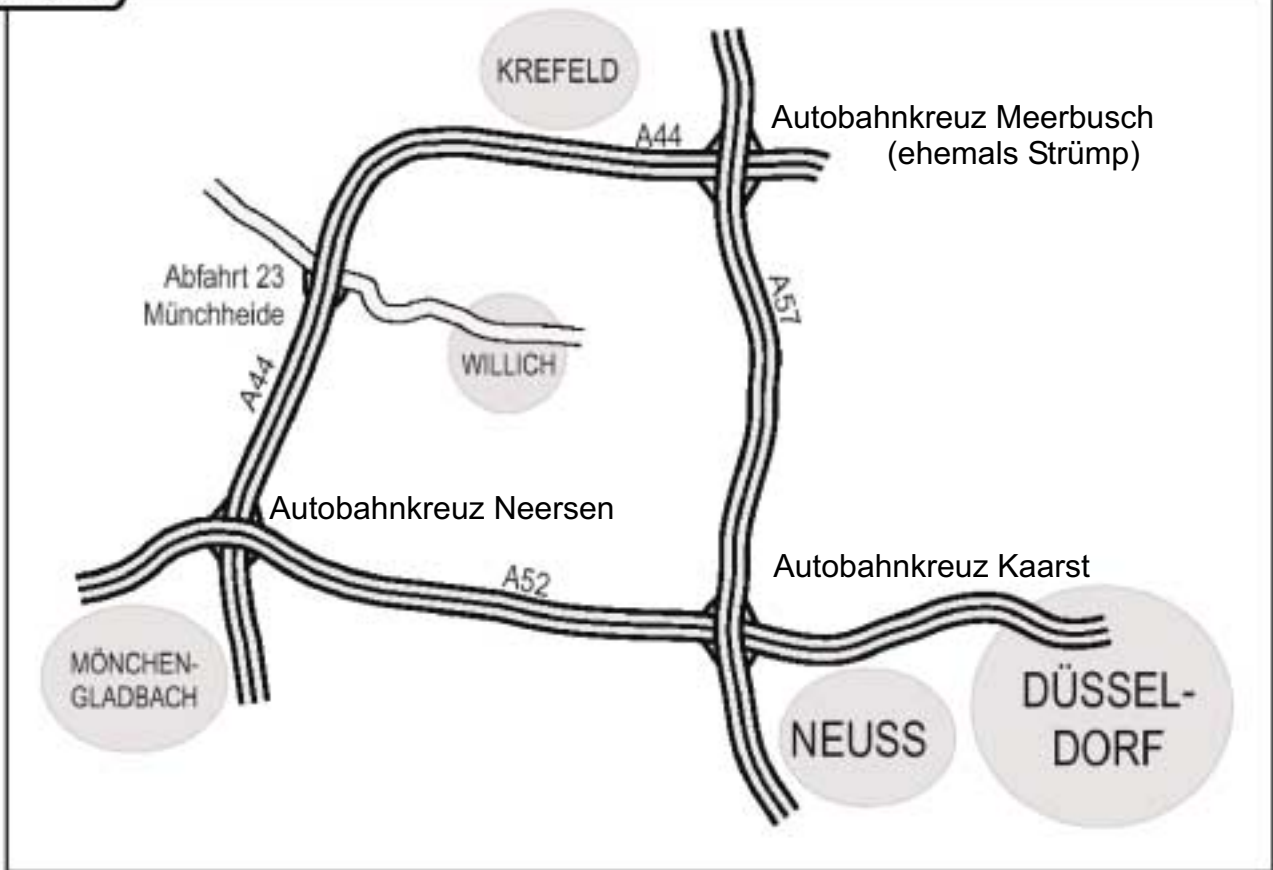 KREFELD
A44
Autobahnkreuz Meerbusch
(ehemals Strümp)
Abfahrt 23
Münchheide
A57
WILLICH
A44
Autobahnkreuz Neersen
A52
Autobahnkreuz Kaarst
MÖNCHEN-
GLADBACH
NEUSS
DÜSSEL-
DORF